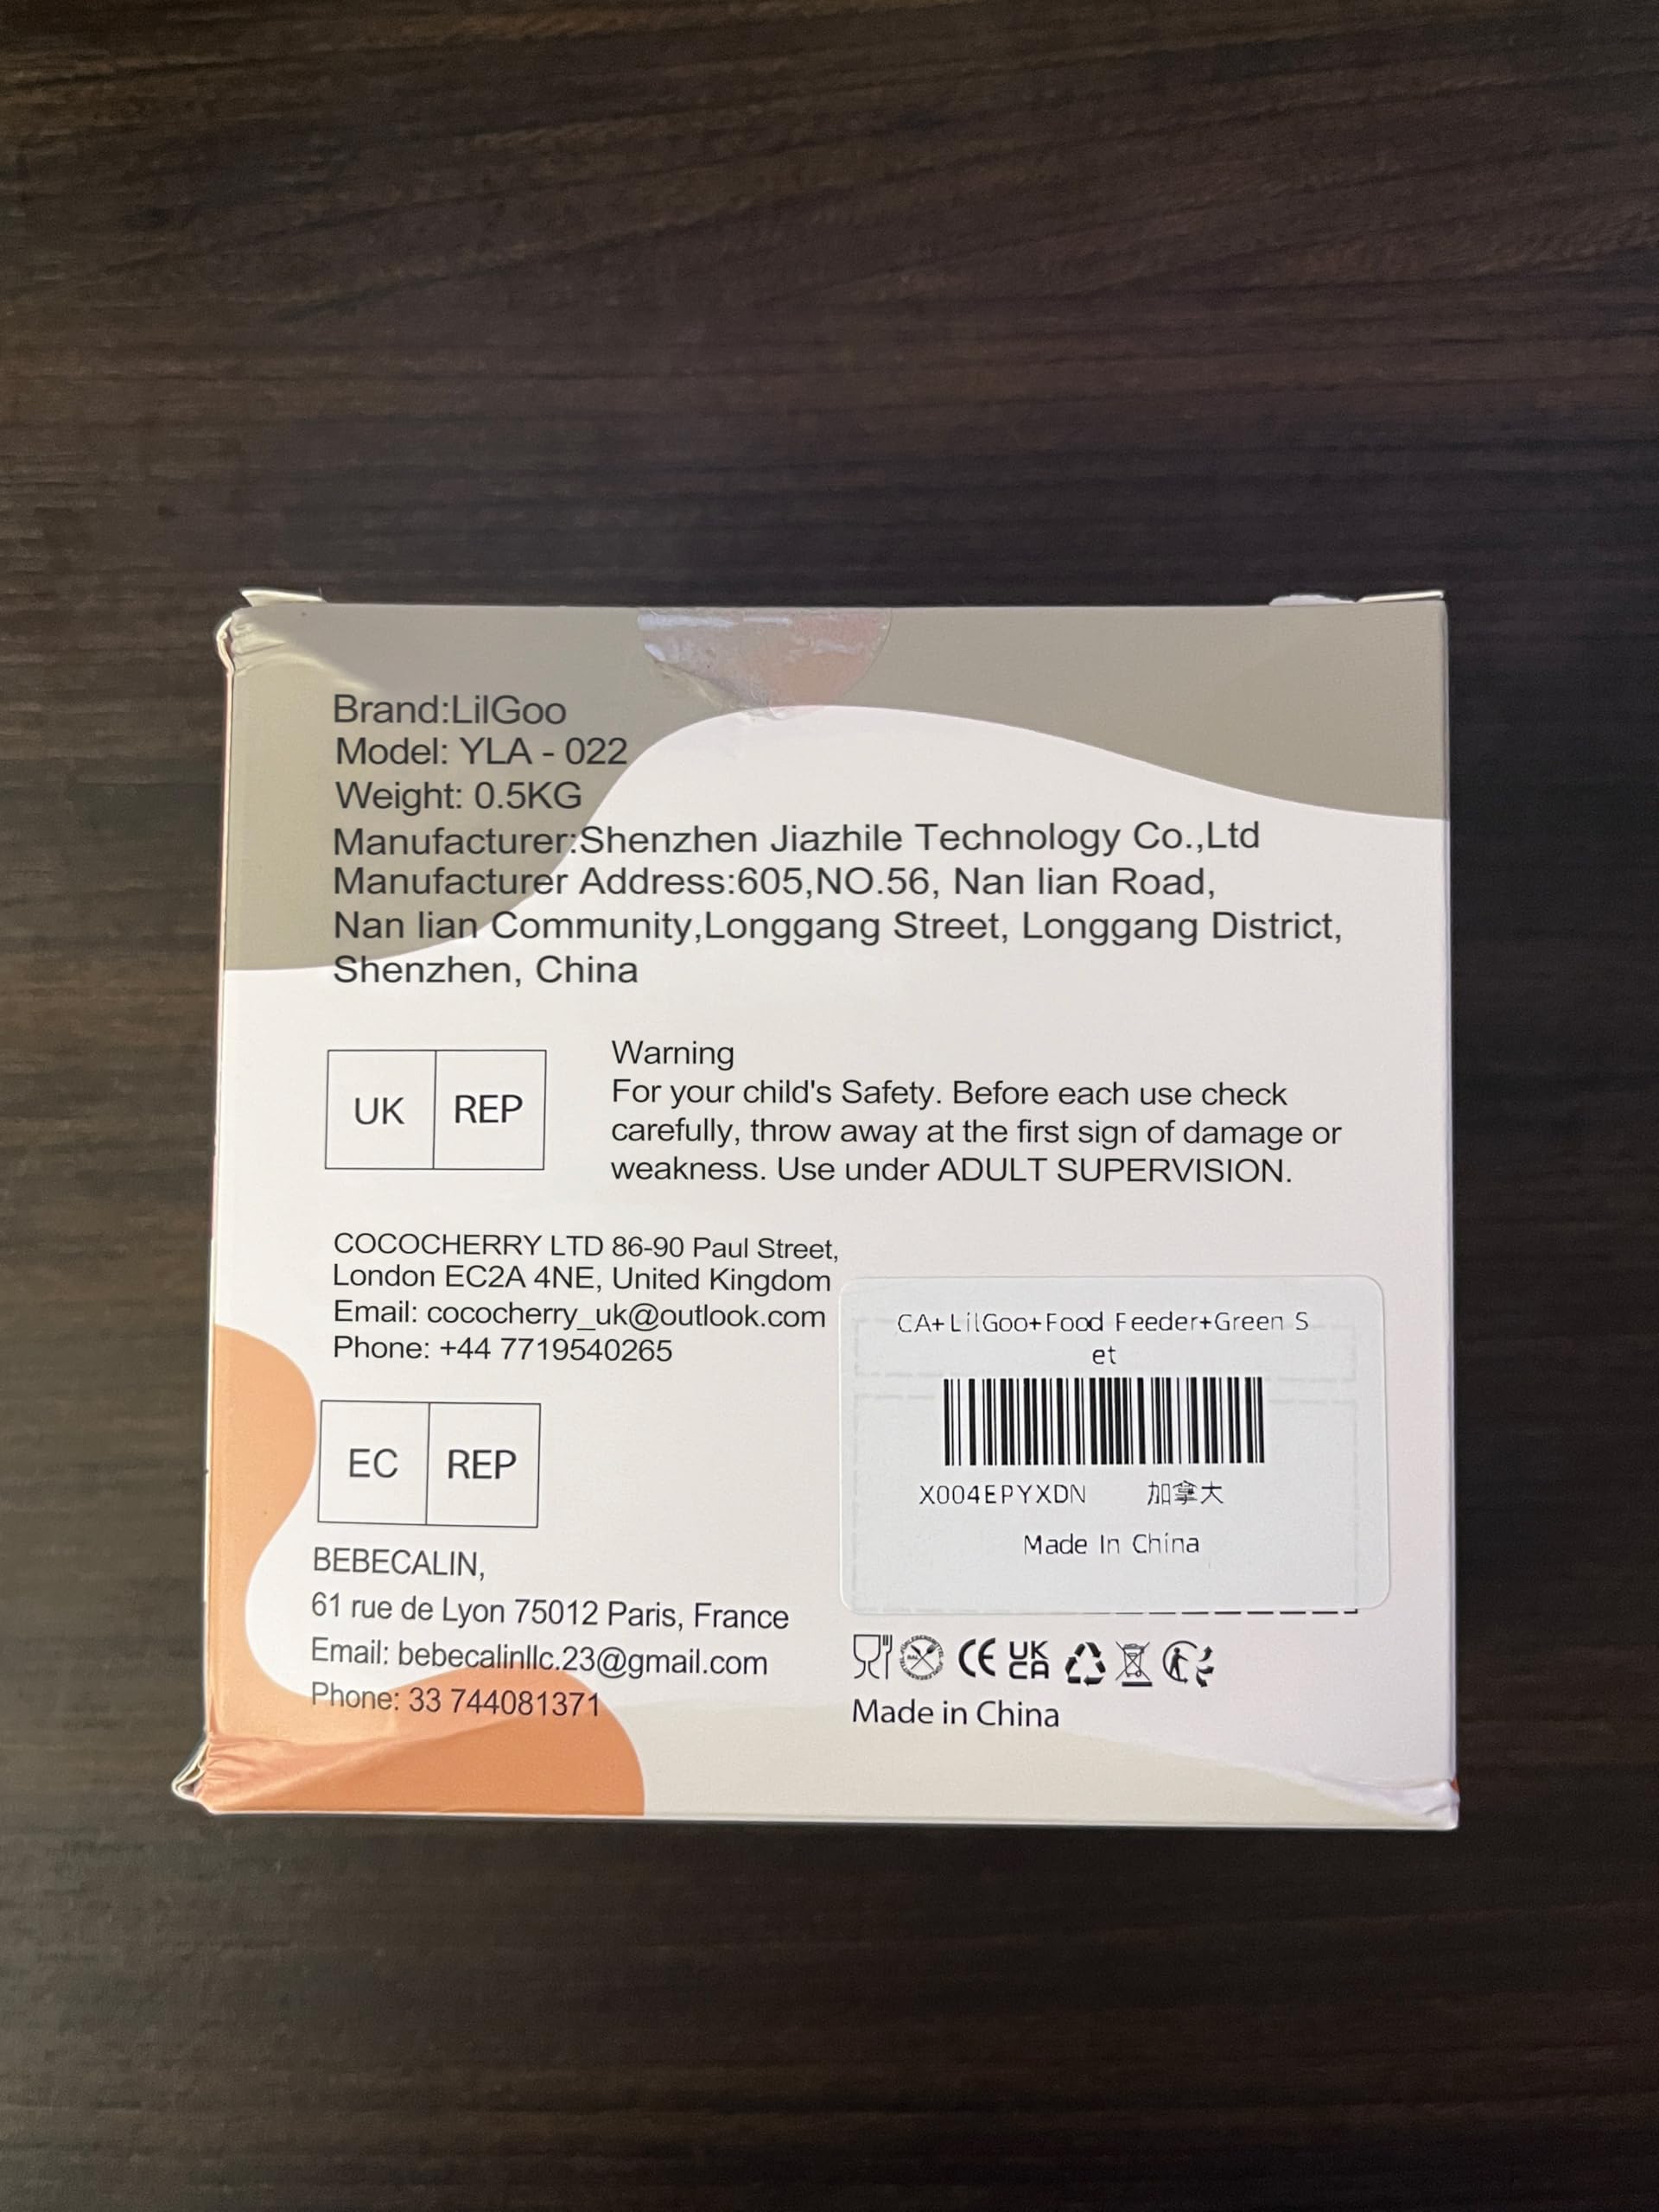 Brand:LilGoo
Model: YLA - 022
Weight: 0.5KG
Manufacturer:Shenzhen Jiazhile Technology Co.,Ltd
Manufacturer Address:605,NO.56, Nan lian Road,
Nan lian Community,Longgang Street, Longgang District,
Shenzhen, China
UK REP
Warning
For your child's Safety. Before each use check
carefully, throw away at the first sign of damage or
weakness. Use under ADULT SUPERVISION.
COCOCHERRY LTD 86-90 Paul Street,
London EC2A 4NE, United Kingdom
Email: cococherry_uk@outlook.com
Phone: +44 7719540265
EC REP
BEBECALIN,
61 rue de Lyon 75012 Paris, France
Email: bebecalinllc.23@gmail.com
Phone: 33 744081371
CA+LilGoo+Food Feeder+Green S
et
X004EPYXDN 加拿大
Made In China
CE UK
CA
Made in China